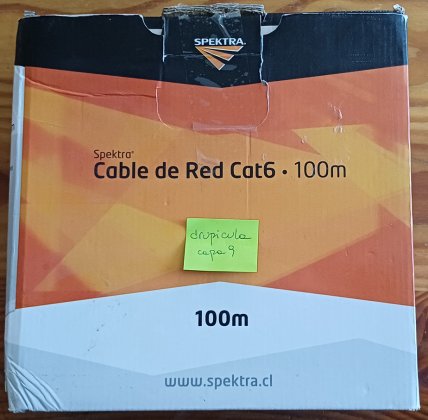 SPEKTRA
Spektra®
Cable de Red Cat6 • 100m
drupicula
capa 9
100m
www.spektra.cl